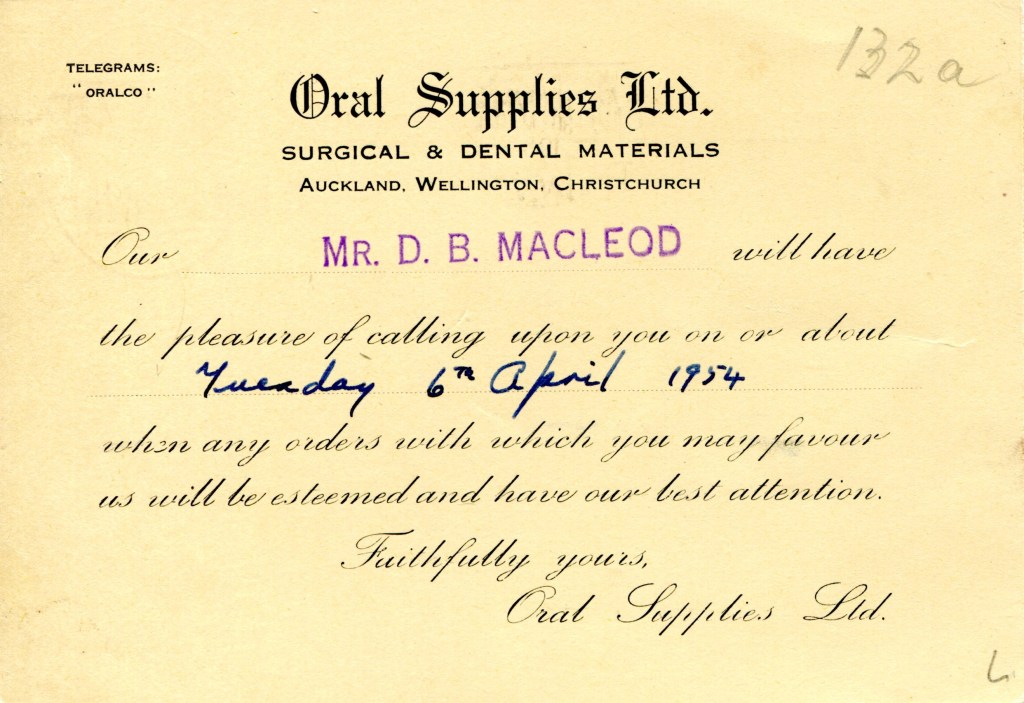 132a
TELEGRAMS:
"ORALCO"
Oral Supplies Ltd.
SURGICAL & DENTAL MATERIALS
AUCKLAND, WELLINGTON, CHRISTCHURCH
Our MR. D. B. MACLEOD will have
the pleasure of calling upon you on or about
Tuesday 6TH April 1954
when any orders with which you may favour
us will be esteemed and have our best attention.
Faithfully yours,
Oral Supplies Ltd.
L